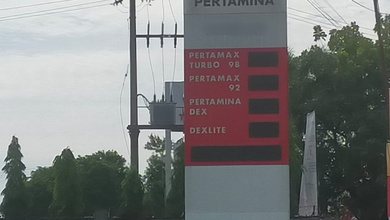 PERTAMINA
PERTAMAX
TURBO 98
PERTAMAX
92
PERTAMINA
DEX
DEXLITE